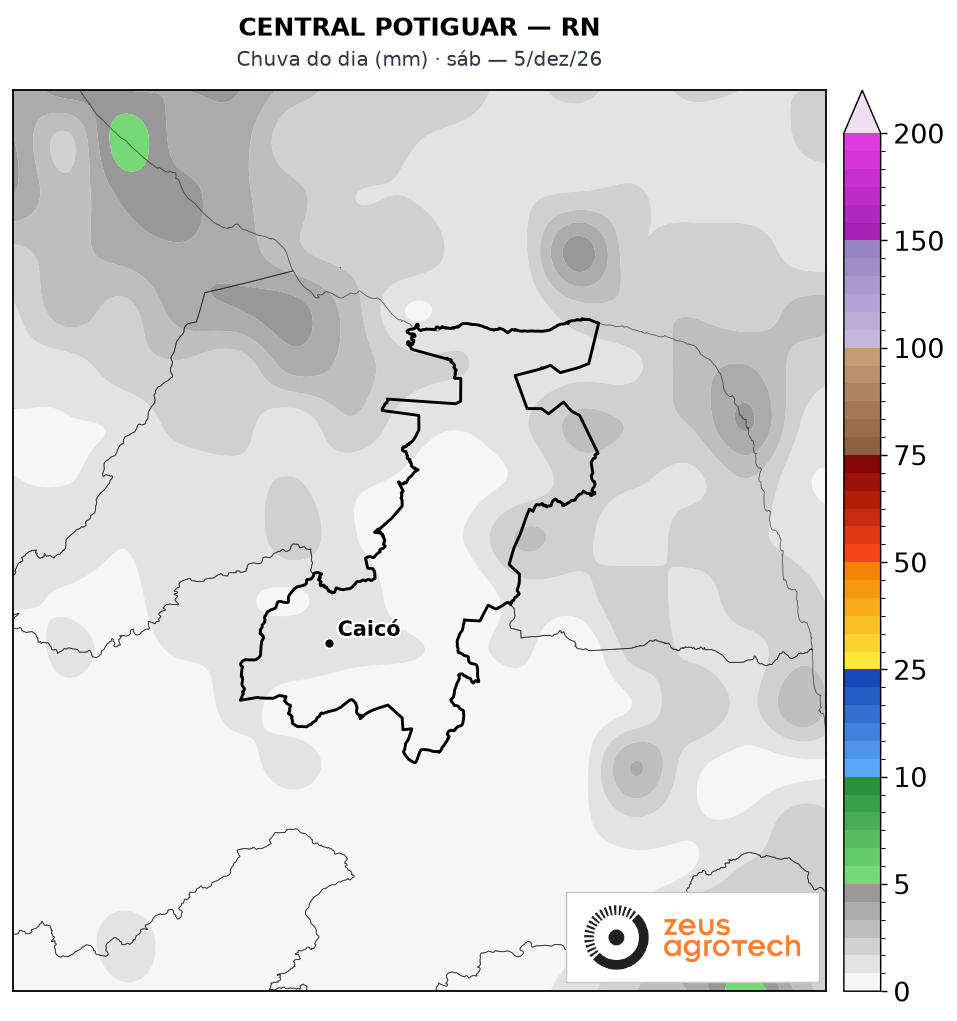 CENTRAL POTIGUAR — RN
Chuva do dia (mm) · sáb — 5/dez/26
200
150
100
75
50
25
10
5
0
Caicó
zeus
agrotech